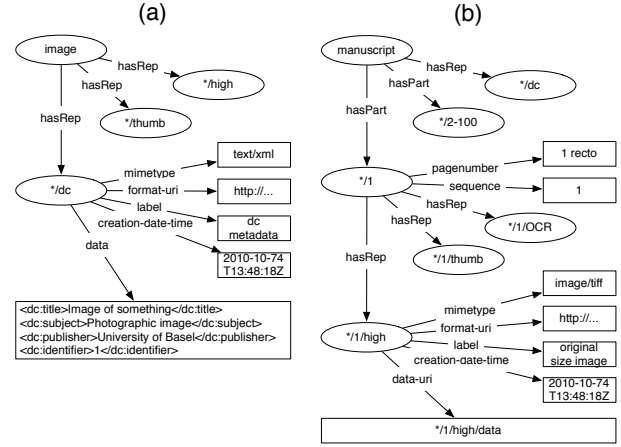 (a)
image
hasRep
hasRep
*/high
hasRep
*/thumb
text/xml
mimetype
*/dc
format-uri
http://...
label
dc
metadata
creation-date-time
2010-10-74
T13:48:18Z
data
<dc:title>Image of something</dc:title>
<dc:subject>Photographic image</dc:subject>
<dc:publisher>University of Basel</dc:publisher>
<dc:identifier>1</dc:identifier>
(b)
manuscript
hasRep
*/dc
hasPart
hasPart
*/2-100
1 recto
pagenumber
*/1
sequence
1
hasRep
*/1/OCR
hasRep
*/1/thumb
hasRep
image/tiff
mimetype
*/1/high
format-uri
http://...
label
original
size image
creation-date-time
2010-10-74
T13:48:18Z
data-uri
*/1/high/data